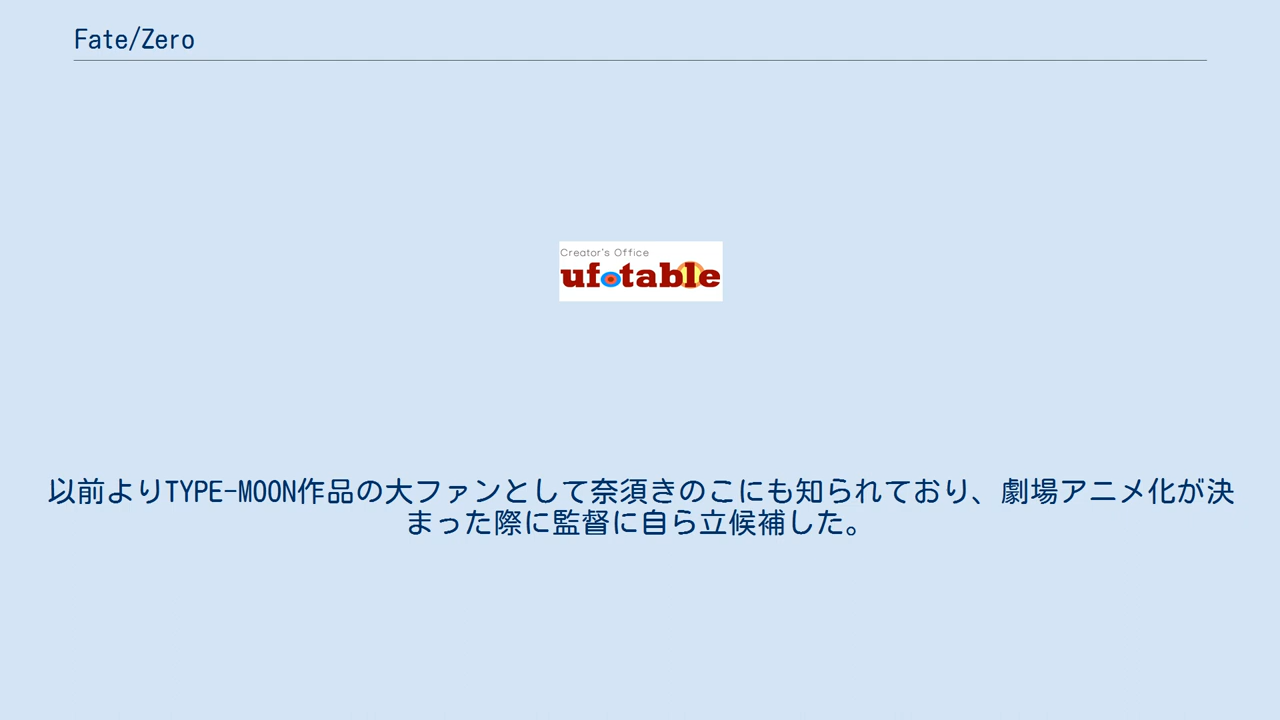 Fate/Zero
Creator's Office
ufotable
以前よりTYPE-MOON作品の大ファンとして奈須きのこにも知られており、劇場アニメ化が決
まった際に監督に自ら立候補した。